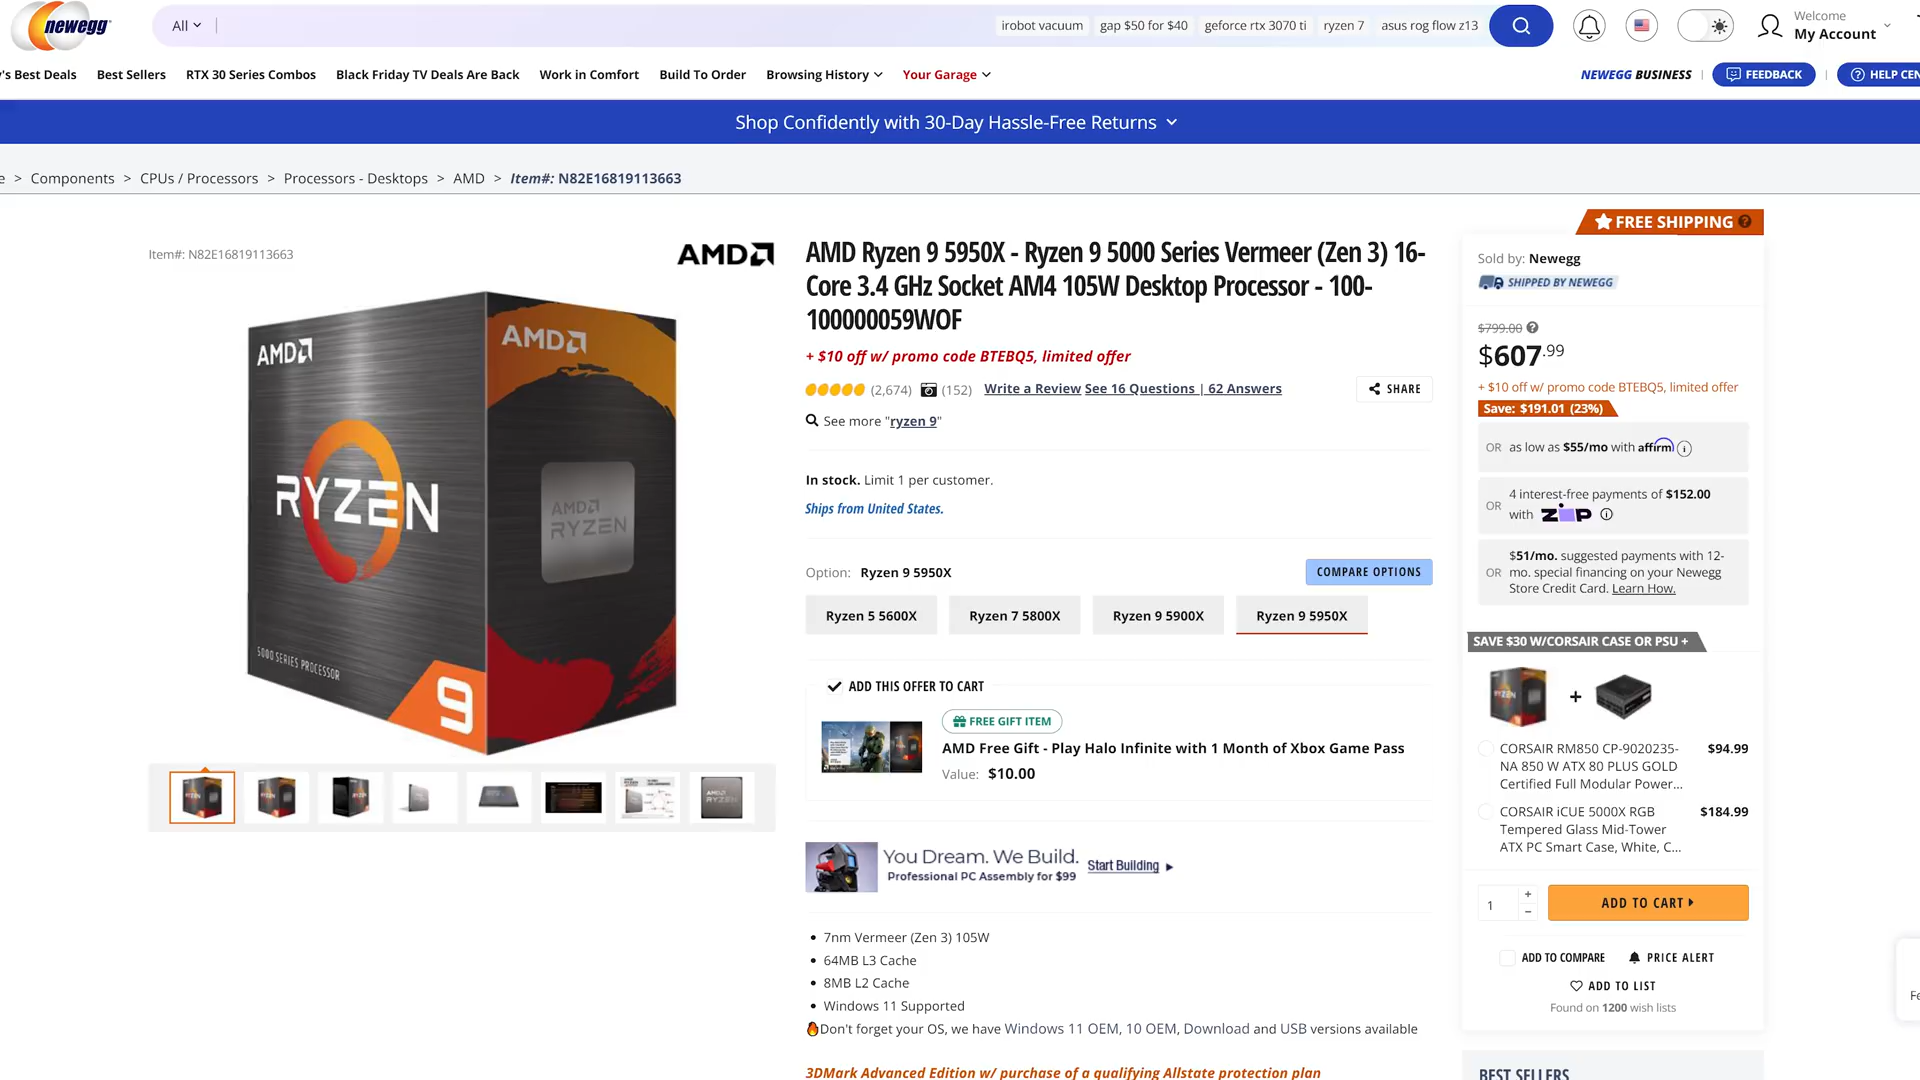 newegg
All
irobot vacuum
gap $50 for $40
geforce rtx 3070 ti
ryzen 7
asus rog flow z13
Welcome
My Account
's Best Deals
Best Sellers
RTX 30 Series Combos
Black Friday TV Deals Are Back
Work in Comfort
Build To Order
Browsing History
Your Garage
NEWEGG BUSINESS
FEEDBACK
HELP CEN
Shop Confidently with 30-Day Hassle-Free Returns
e > Components > CPUs / Processors > Processors - Desktops > AMD > Item#: N82E16819113663
Item#: N82E16819113663
AMD
AMD
AMD
RYZEN
AMD
RYZEN
5000 SERIES PROCESSOR
9
AMD Ryzen 9 5950X - Ryzen 9 5000 Series Vermeer (Zen 3) 16-
Core 3.4 GHz Socket AM4 105W Desktop Processor - 100-
100000059WOF
+ $10 off w/ promo code BTEBQ5, limited offer
(2,674) (152) Write a Review See 16 Questions | 62 Answers
SHARE
See more "ryzen 9"
In stock. Limit 1 per customer.
Ships from United States.
Option: Ryzen 9 5950X
COMPARE OPTIONS
Ryzen 5 5600X
Ryzen 7 5800X
Ryzen 9 5900X
Ryzen 9 5950X
ADD THIS OFFER TO CART
FREE GIFT ITEM
AMD Free Gift - Play Halo Infinite with 1 Month of Xbox Game Pass
Value: $10.00
You Dream. We Build.
Professional PC Assembly for $99
Start Building
• 7nm Vermeer (Zen 3) 105W
• 64MB L3 Cache
• 8MB L2 Cache
• Windows 11 Supported
Don't forget your OS, we have Windows 11 OEM, 10 OEM, Download and USB versions available
3DMark Advanced Edition w/ purchase of a qualifying Allstate protection plan
FREE SHIPPING
Sold by: Newegg
SHIPPED BY NEWEGG
$799.00
$607.99
+ $10 off w/ promo code BTEBQ5, limited offer
Save: $191.01 (23%)
OR as low as $55/mo with affirm
OR 4 interest-free payments of $152.00
with ZIP
OR $51/mo. suggested payments with 12-
mo. special financing on your Newegg
Store Credit Card. Learn How.
SAVE $30 W/CORSAIR CASE OR PSU +
+
CORSAIR RM850 CP-9020235-
NA 850 W ATX 80 PLUS GOLD
Certified Full Modular Power...
$94.99
CORSAIR iCUE 5000X RGB
Tempered Glass Mid-Tower
ATX PC Smart Case, White, C...
$184.99
1
+
-
ADD TO CART
ADD TO COMPARE
PRICE ALERT
ADD TO LIST
Found on 1200 wish lists
Fe
BEST SELLERS